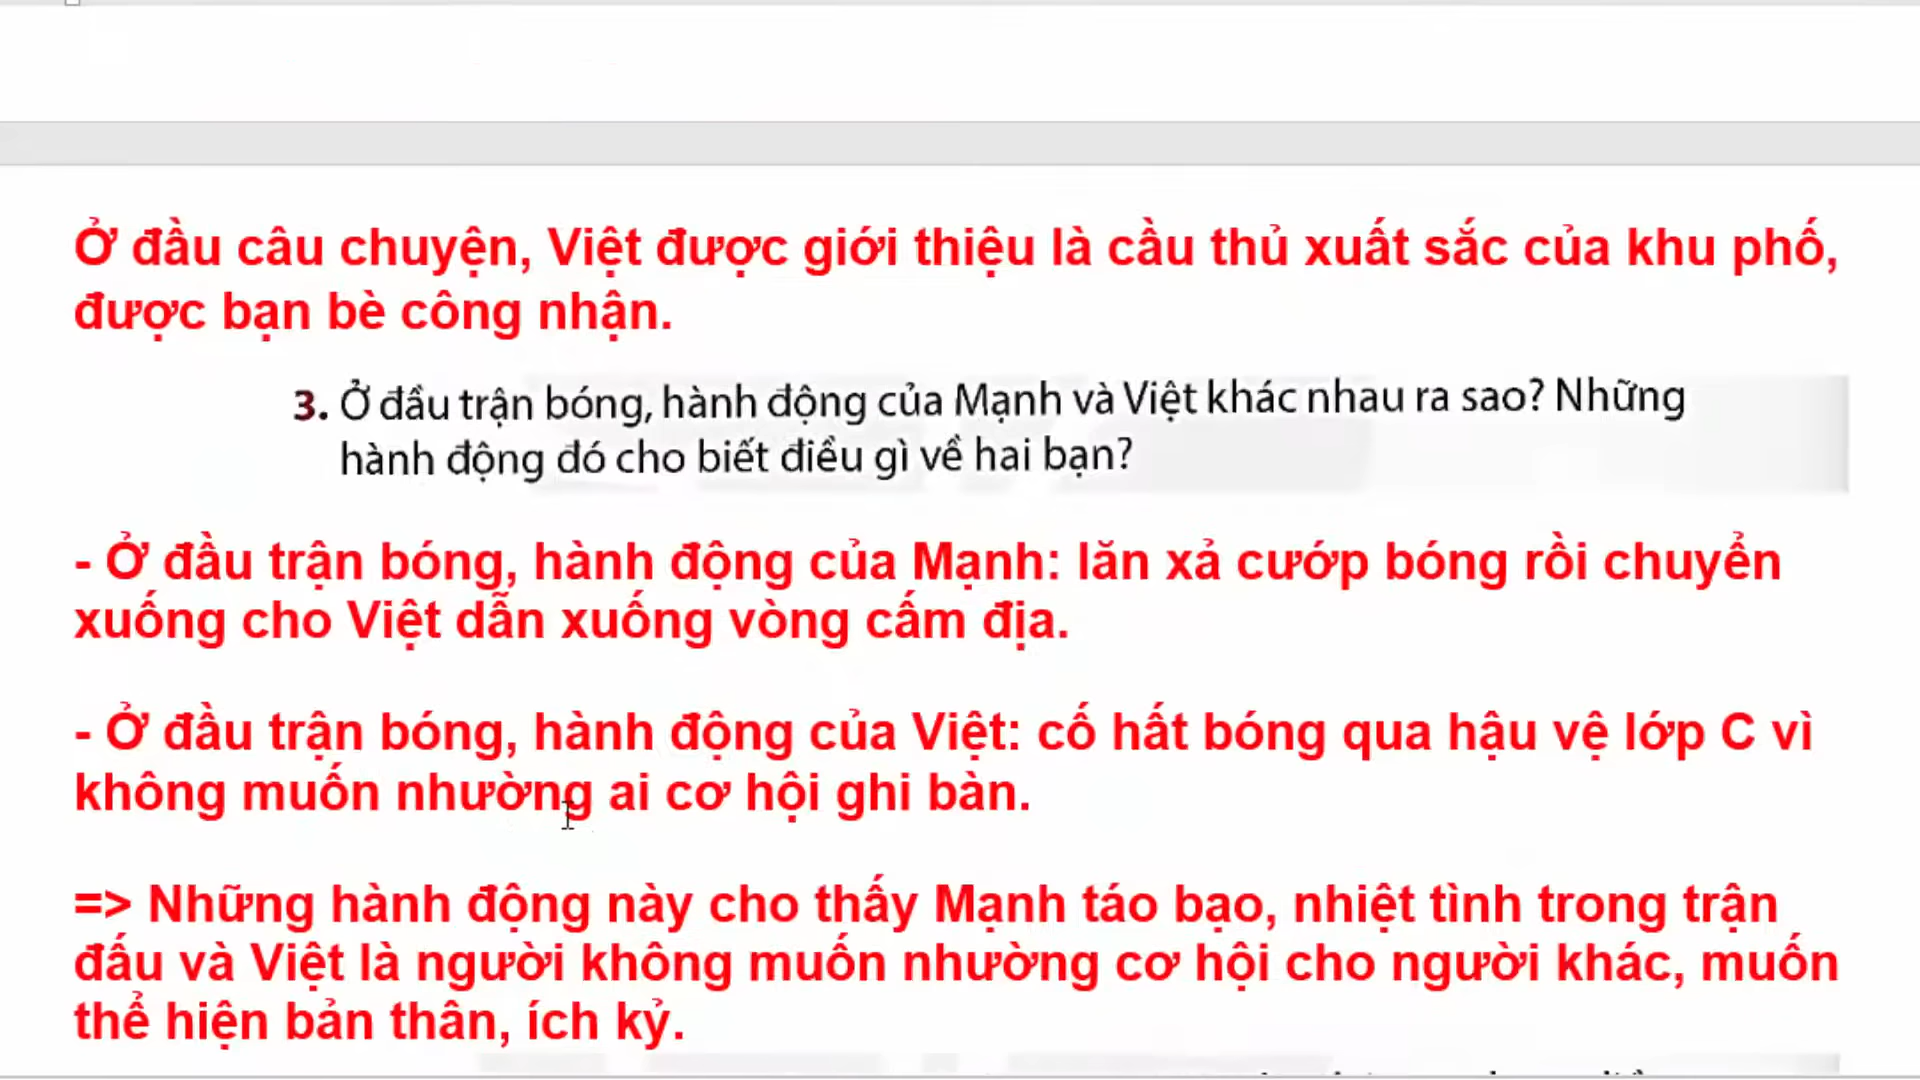 Ở đầu câu chuyện, Việt được giới thiệu là cầu thủ xuất sắc của khu phố,
được bạn bè công nhận.
3. Ở đầu trận bóng, hành động của Mạnh và Việt khác nhau ra sao? Những
hành động đó cho biết điều gì về hai bạn?
- Ở đầu trận bóng, hành động của Mạnh: lăn xả cướp bóng rồi chuyển
xuống cho Việt dẫn xuống vòng cấm địa.
- Ở đầu trận bóng, hành động của Việt: cố hất bóng qua hậu vệ lớp C vì
không muốn nhường ai cơ hội ghi bàn.
=> Những hành động này cho thấy Mạnh táo bạo, nhiệt tình trong trận
đấu và Việt là người không muốn nhường cơ hội cho người khác, muốn
thể hiện bản thân, ích kỷ.